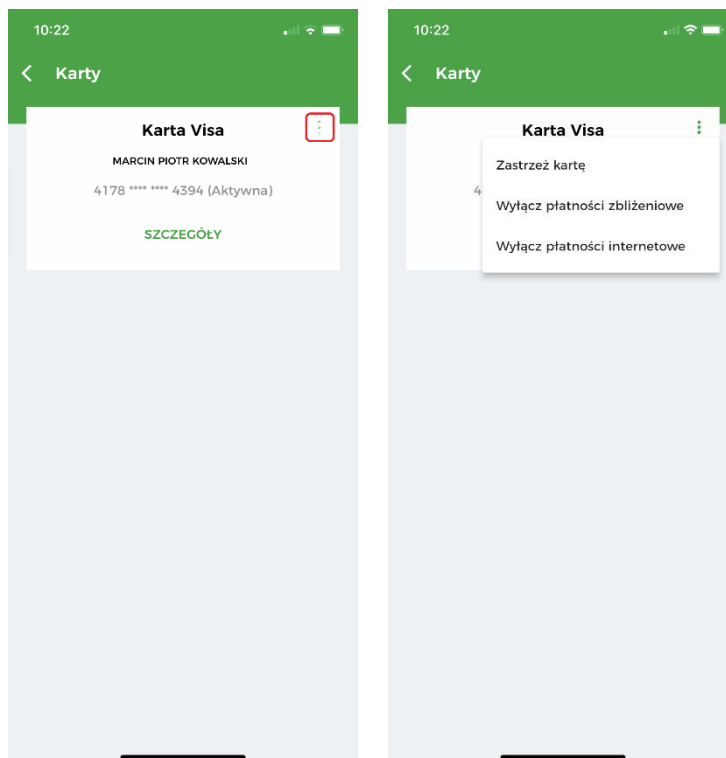 10:22
Karty
Karta Visa
MARCIN PIOTR KOWALSKI
4178 **** **** 4394 (Aktywna)
SZCZEGÓŁY
10:22
Karty
Karta Visa
4
Zastrzeż kartę
Wyłącz płatności zbliżeniowe
Wyłącz płatności internetowe